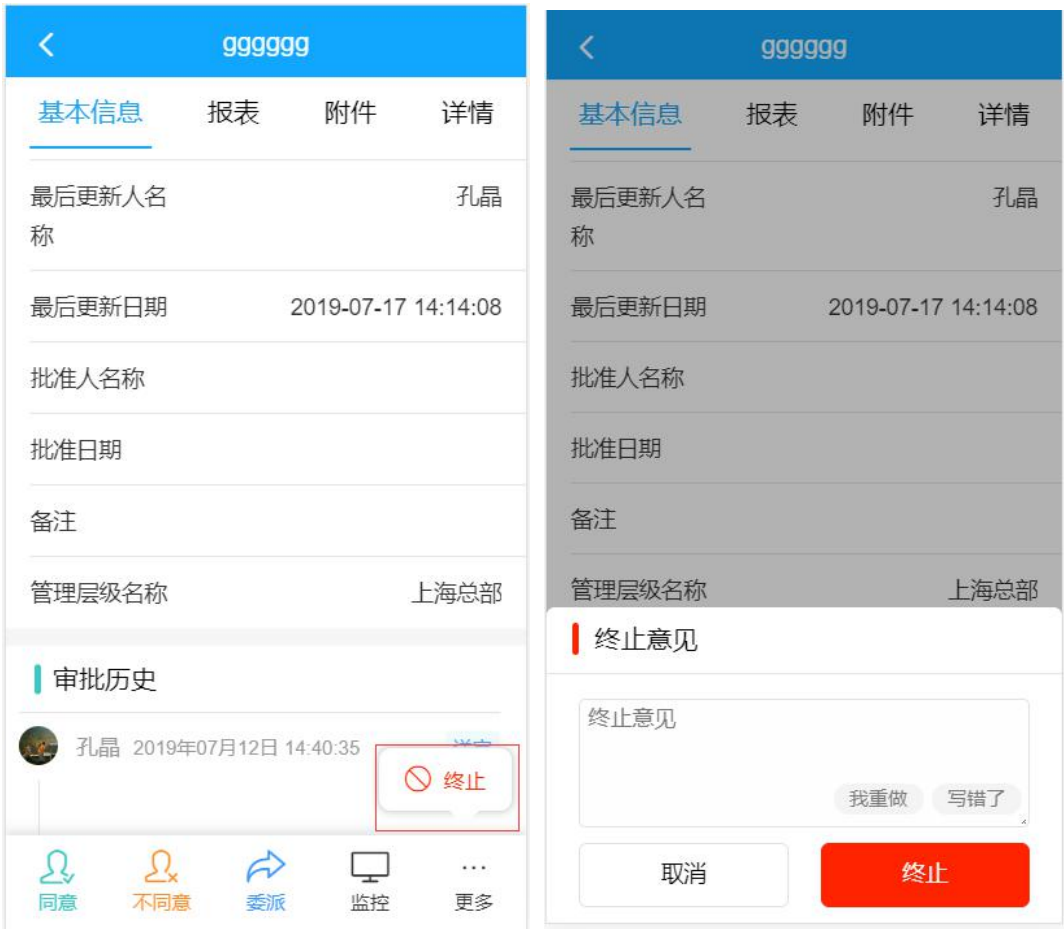 gggggg
基本信息 报表 附件 详情
最后更新人名称 孔晶
最后更新日期 2019-07-17 14:14:08
批准人名称
批准日期
备注
管理层级名称 上海总部
审批历史
孔晶 2019年07月12日 14:40:35
终止
同意 不同意 委派 监控 更多
gggggg
基本信息 报表 附件 详情
最后更新人名称 孔晶
最后更新日期 2019-07-17 14:14:08
批准人名称
批准日期
备注
管理层级名称 上海总部
终止意见
终止意见
我重做 写错了
取消 终止